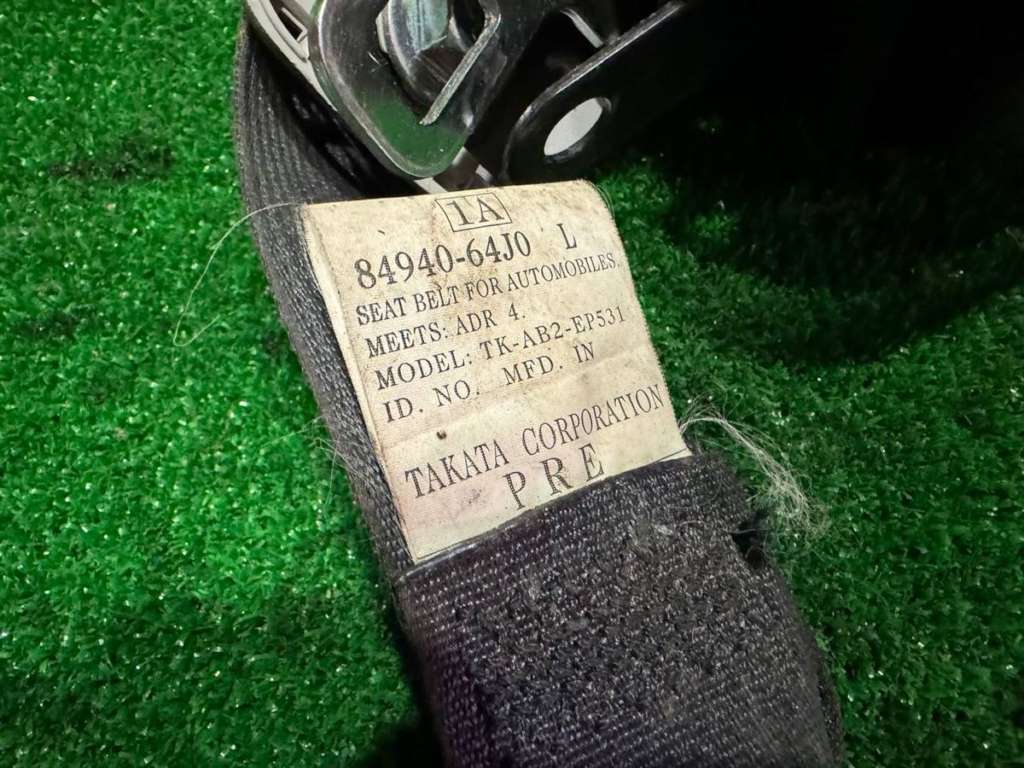 1A
84940-64J0 L
SEAT BELT FOR AUTOMOBILES.
MEETS: ADR 4.
MODEL: TK-AB2-EP531
ID. NO. MFD. IN
TAKATA CORPORATION
PRE